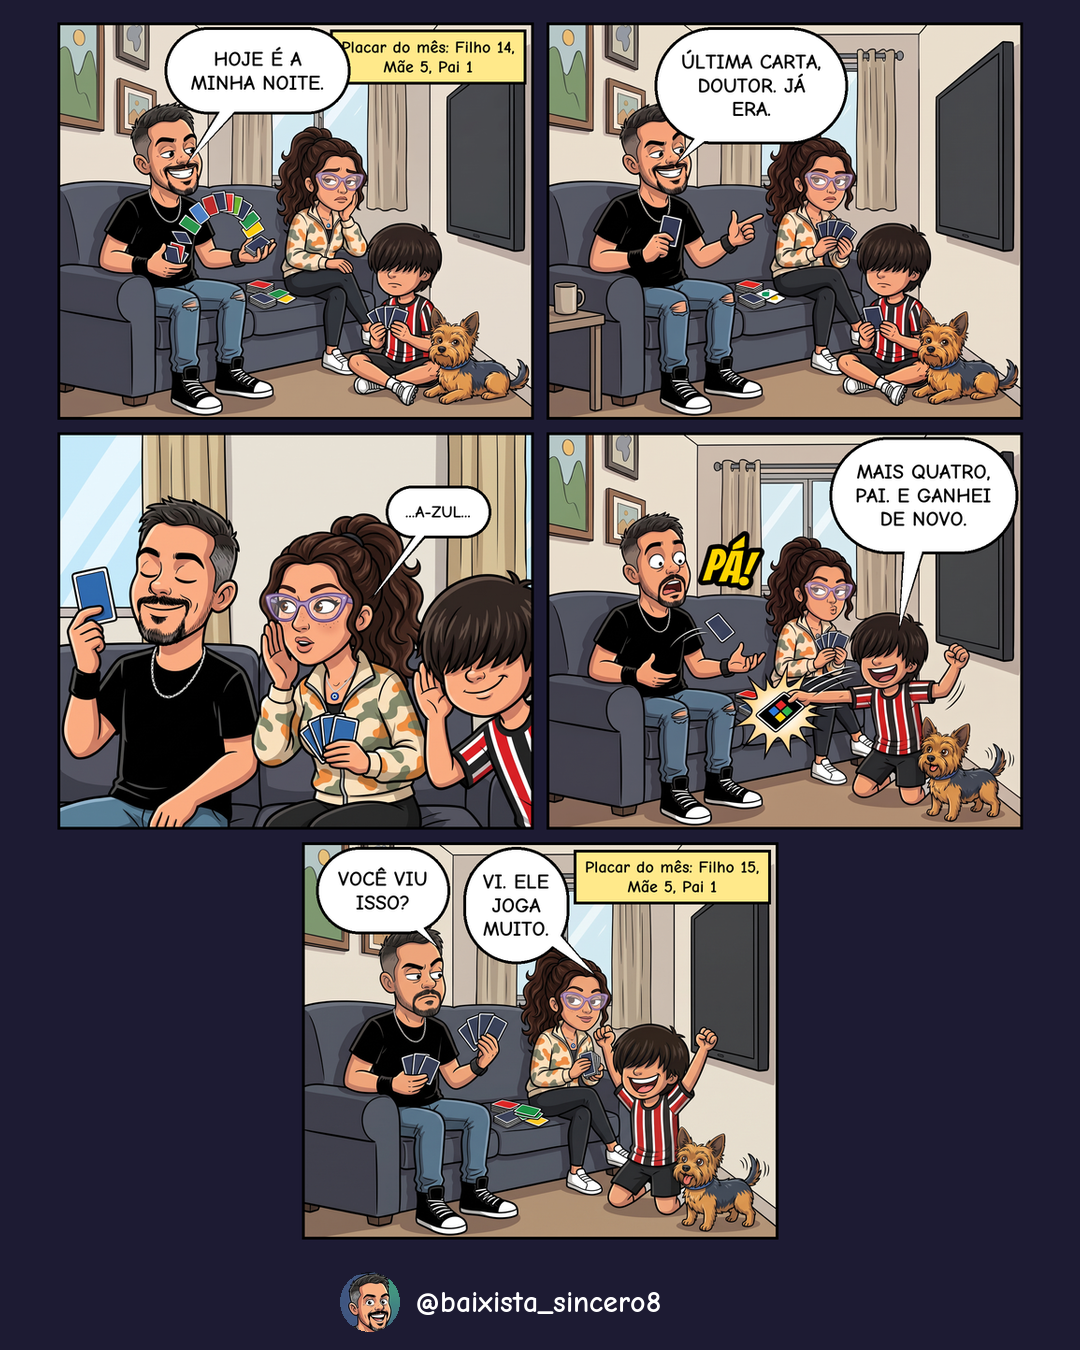 HOJE É A
MINHA NOITE.
Placar do mês: Filho 14,
Mãe 5, Pai 1
ÚLTIMA CARTA,
DOUTOR. JÁ
ERA.
...A-ZUL...
PÁ!
MAIS QUATRO,
PAI. E GANHEI
DE NOVO.
VOCÊ VIU
ISSO?
VI. ELE
JOGA
MUITO.
Placar do mês: Filho 15,
Mãe 5, Pai 1
@baixista_sincero8